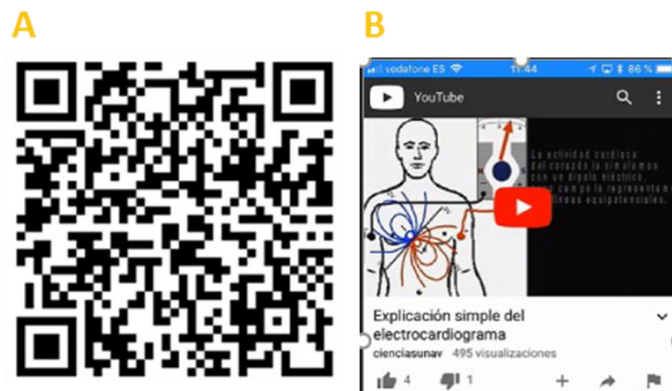 A
B
vodafone ES 11:44 86 %
YouTube
La actividad cardiaca
del corazón la simulamos
con un dipolo eléctrico,
campo lo representa
líneas equipotenciales.
Explicación simple del
electrocardiograma
cienciasunav 495 visualizaciones
4 1